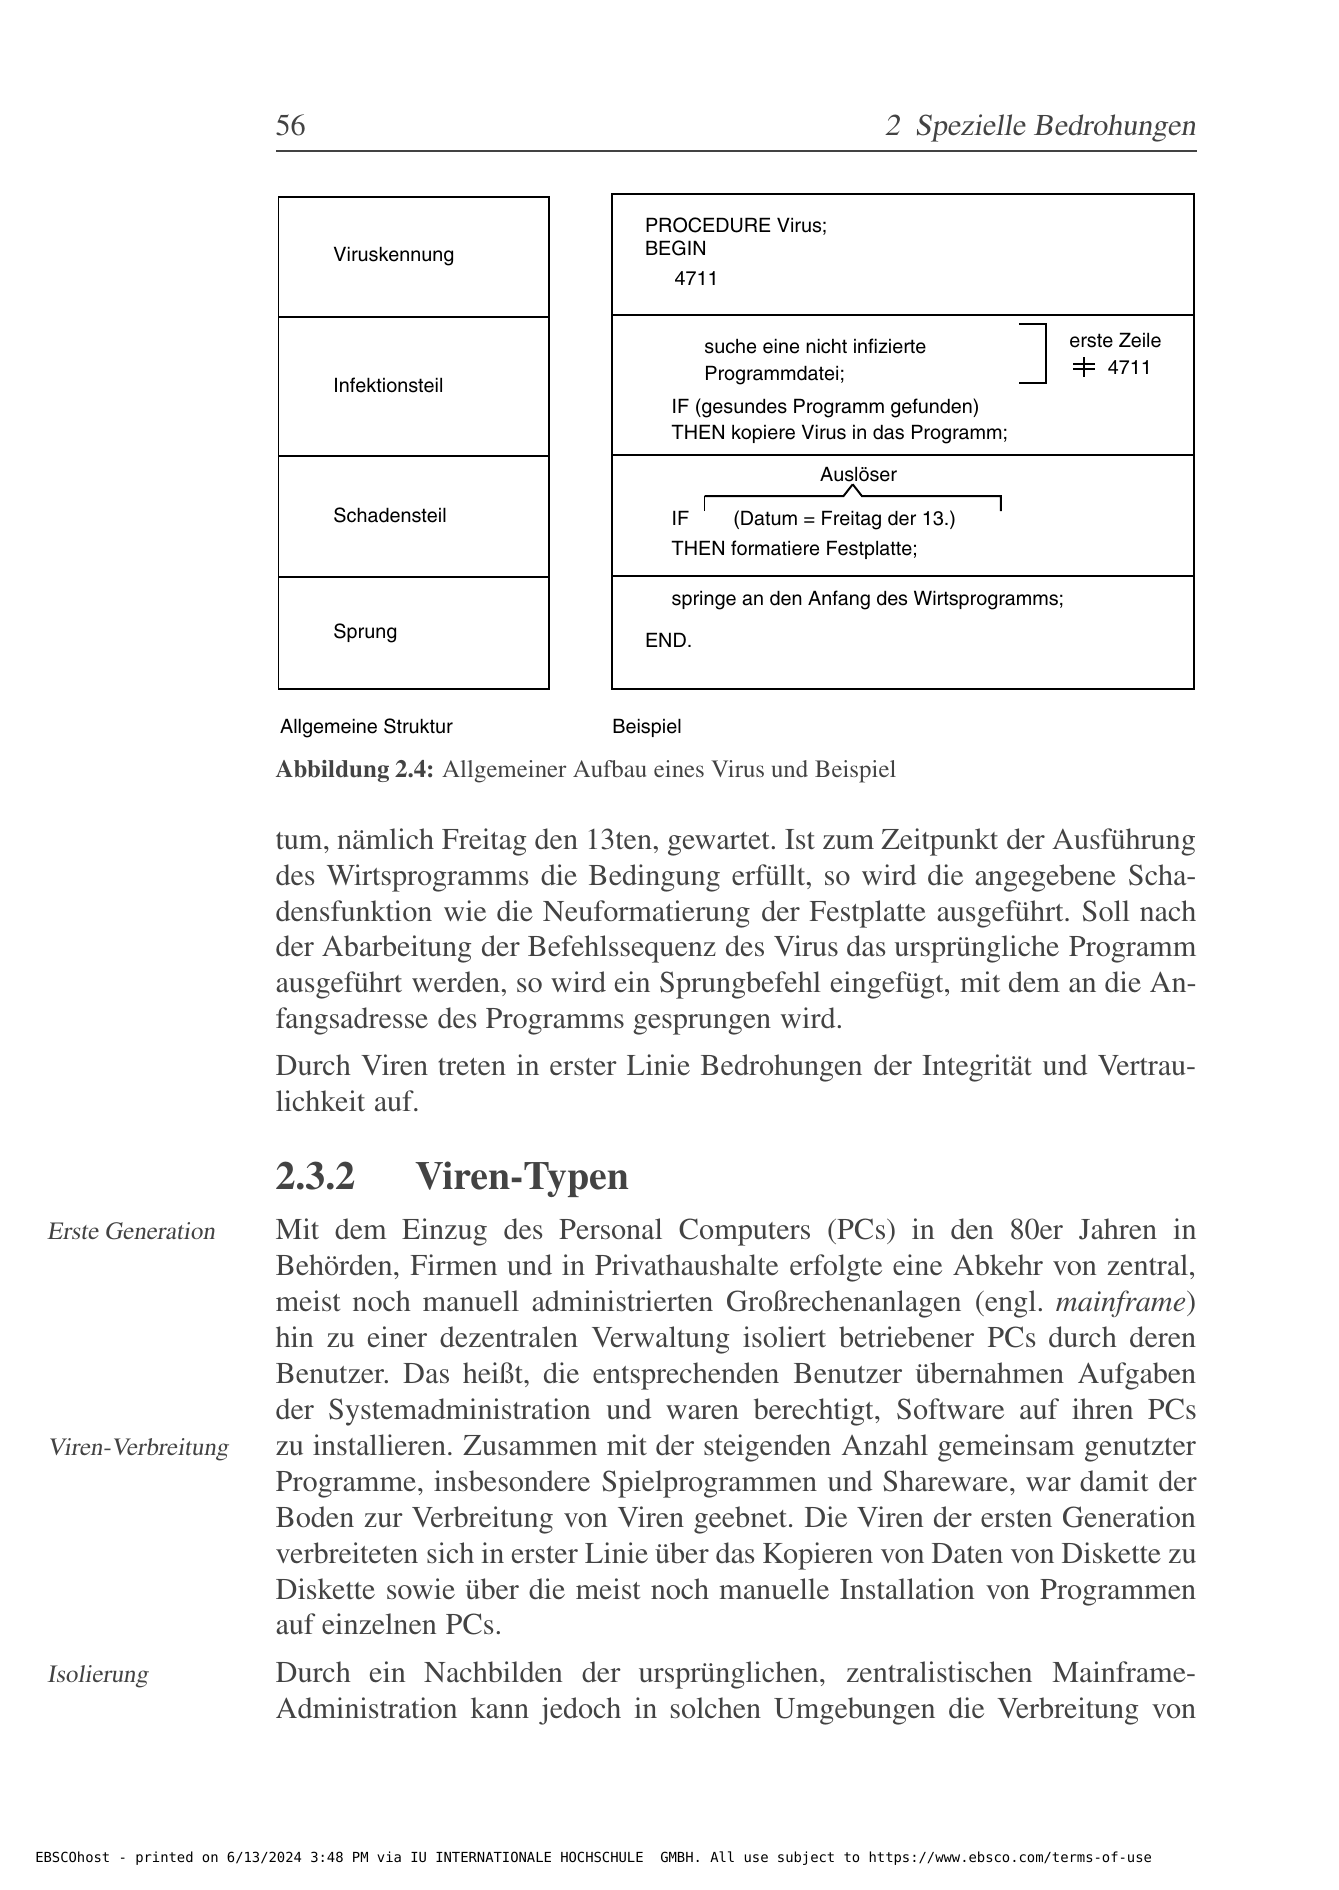 56
2 Spezielle Bedrohungen
Viruskennung
Infektionsteil
Schadensteil
Sprung
Allgemeine Struktur
PROCEDURE Virus;
BEGIN
4711
suche eine nicht infizierte
Programmdatei;
erste Zeile
≠ 4711
IF (gesundes Programm gefunden)
THEN kopiere Virus in das Programm;
Auslöser
IF (Datum = Freitag der 13.)
THEN formatiere Festplatte;
springe an den Anfang des Wirtsprogramms;
END.
Beispiel
Abbildung 2.4: Allgemeiner Aufbau eines Virus und Beispiel
tum, nämlich Freitag den 13ten, gewartet. Ist zum Zeitpunkt der Ausführung
des Wirtsprogramms die Bedingung erfüllt, so wird die angegebene Scha-
densfunktion wie die Neuformatierung der Festplatte ausgeführt. Soll nach
der Abarbeitung der Befehlssequenz des Virus das ursprüngliche Programm
ausgeführt werden, so wird ein Sprungbefehl eingefügt, mit dem an die An-
fangsadresse des Programms gesprungen wird.
Durch Viren treten in erster Linie Bedrohungen der Integrität und Vertrau-
lichkeit auf.
2.3.2 Viren-Typen
Erste Generation
Mit dem Einzug des Personal Computers (PCs) in den 80er Jahren in
Behörden, Firmen und in Privathaushalte erfolgte eine Abkehr von zentral,
meist noch manuell administrierten Großrechenanlagen (engl. mainframe)
hin zu einer dezentralen Verwaltung isoliert betriebener PCs durch deren
Benutzer. Das heißt, die entsprechenden Benutzer übernahmen Aufgaben
der Systemadministration und waren berechtigt, Software auf ihren PCs
Viren-Verbreitung
zu installieren. Zusammen mit der steigenden Anzahl gemeinsam genutzter
Programme, insbesondere Spielprogrammen und Shareware, war damit der
Boden zur Verbreitung von Viren geebnet. Die Viren der ersten Generation
verbreiteten sich in erster Linie über das Kopieren von Daten von Diskette zu
Diskette sowie über die meist noch manuelle Installation von Programmen
auf einzelnen PCs.
Isolierung
Durch ein Nachbilden der ursprünglichen, zentralistischen Mainframe-
Administration kann jedoch in solchen Umgebungen die Verbreitung von
EBSCOhost - printed on 6/13/2024 3:48 PM via IU INTERNATIONALE HOCHSCHULE GMBH. All use subject to https://www.ebsco.com/terms-of-use